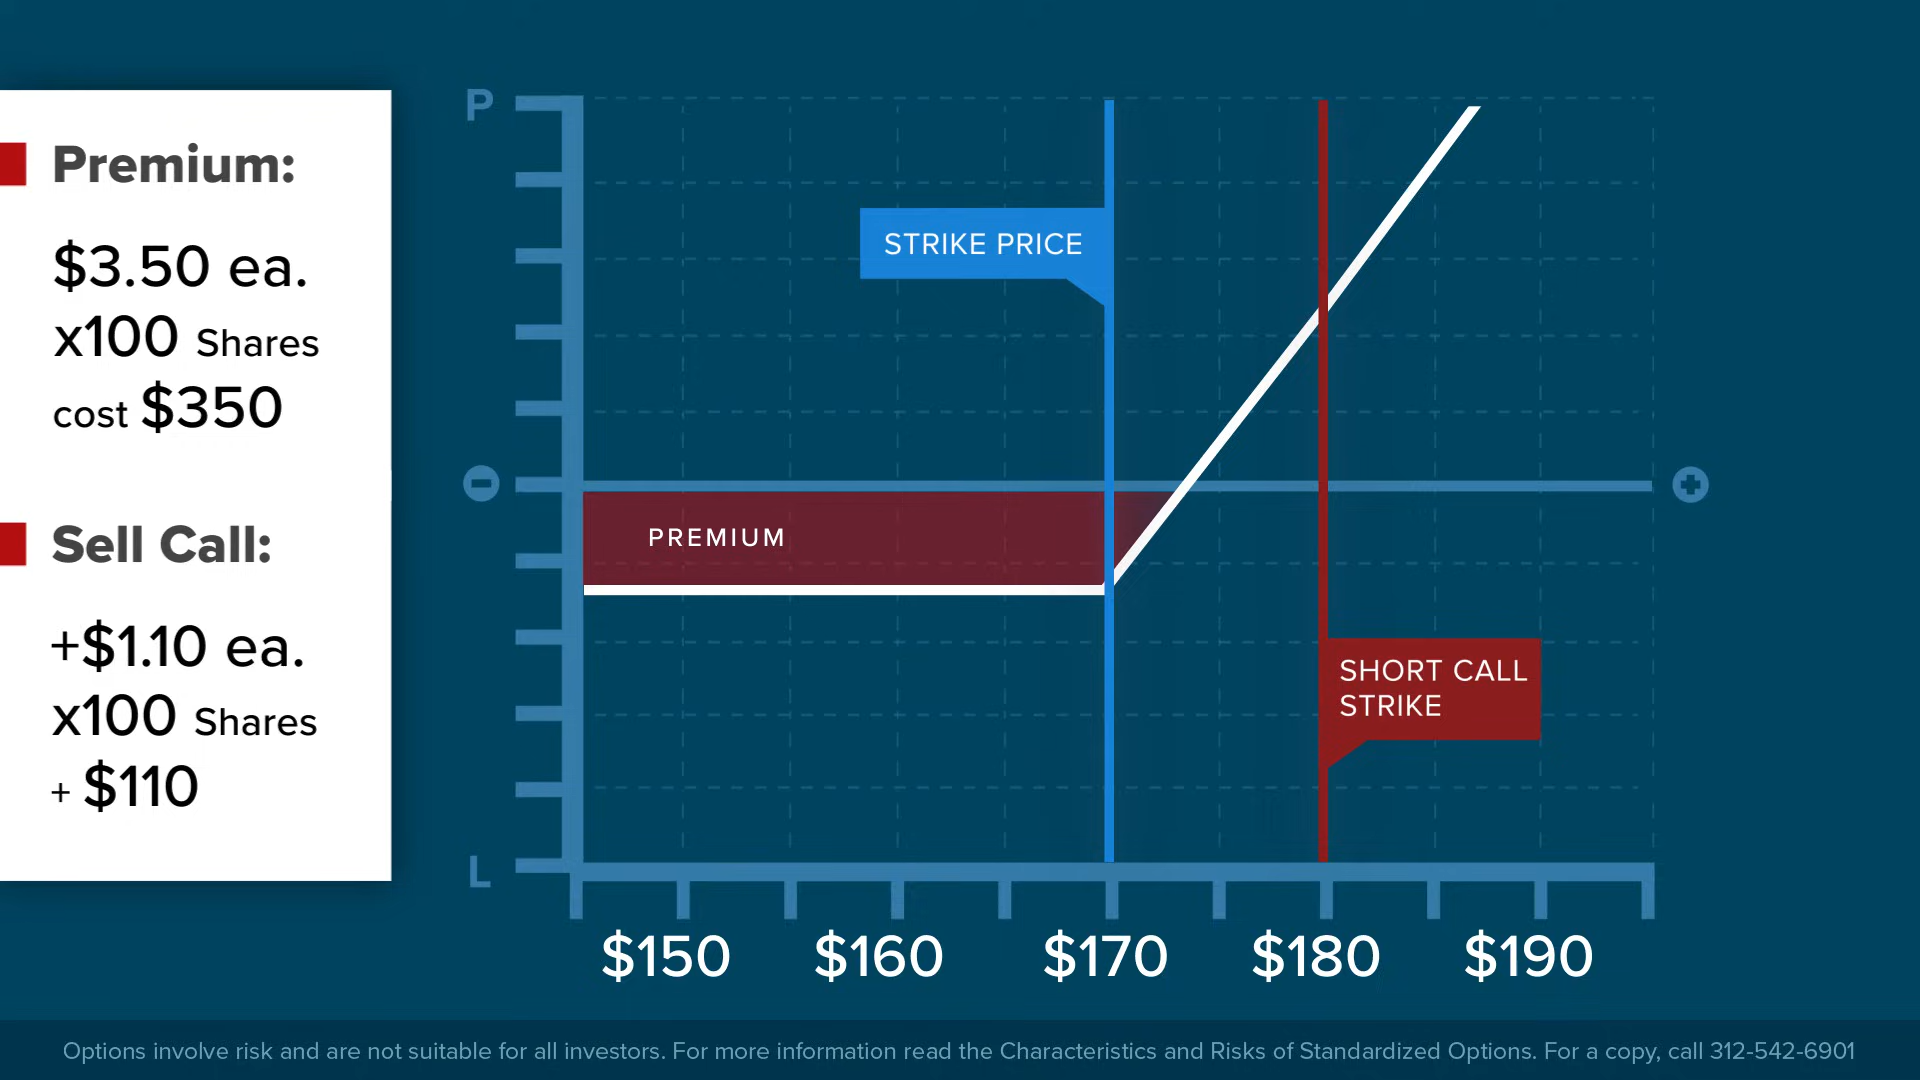 Premium:
$3.50 ea.
x100 Shares
cost $350
Sell Call:
+$1.10 ea.
x100 Shares
+ $110
P
STRIKE PRICE
PREMIUM
SHORT CALL
STRIKE
L
$150 $160 $170 $180 $190
Options involve risk and are not suitable for all investors. For more information read the Characteristics and Risks of Standardized Options. For a copy, call 312-542-6901